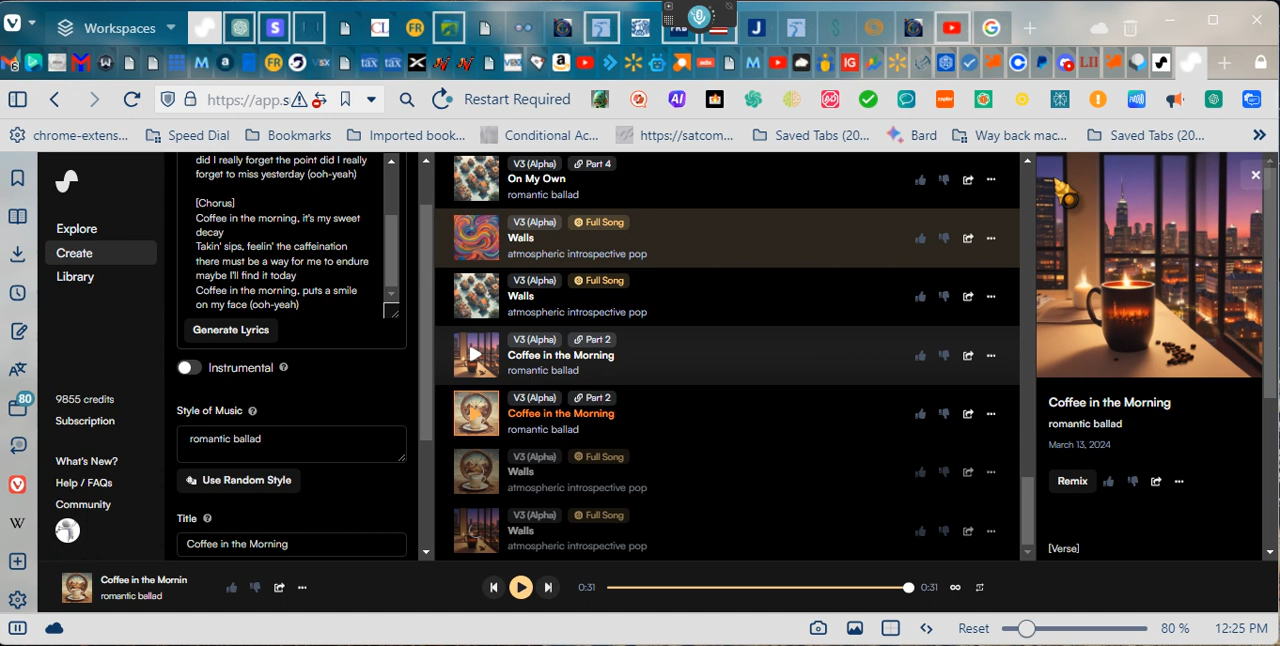 Workspaces
https://app.s
Restart Required
chrome-extens...
Speed Dial
Bookmarks
Imported book...
Conditional Ac...
https://satcom...
Saved Tabs (20...
Bard
Way back mac...
Saved Tabs (20...
80
Explore
Create
Library
9855 credits
Subscription
What's New?
Help / FAQs
Community
did I really forget the point did I really
forget to miss yesterday (ooh-yeah)
[Chorus]
Coffee in the morning, it's my sweet
decay
Takin' sips, feelin' the caffeination
there must be a way for me to endure
maybe I'll find it today
Coffee in the morning, puts a smile
on my face (ooh-yeah)
Generate Lyrics
Instrumental
Style of Music
romantic ballad
Use Random Style
Title
Coffee in the Morning
V3 (Alpha) Part 4
On My Own
romantic ballad
V3 (Alpha) Full Song
Walls
atmospheric introspective pop
V3 (Alpha) Full Song
Walls
atmospheric introspective pop
V3 (Alpha) Part 2
Coffee in the Morning
romantic ballad
V3 (Alpha) Part 2
Coffee in the Morning
romantic ballad
V3 (Alpha) Full Song
Walls
atmospheric introspective pop
V3 (Alpha) Full Song
Walls
atmospheric introspective pop
Coffee in the Morning
romantic ballad
March 13, 2024
Remix
[Verse]
Coffee in the Mornin
romantic ballad
0:31
0:31
Reset
80 %
12:25 PM